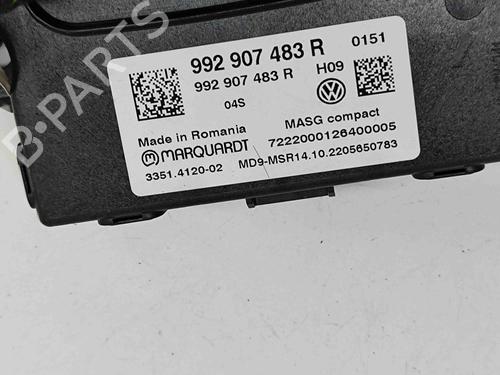 992 907 483 R 0151
992 907 483 R H09
04S
Made in Romania MASG compact
MARQUARDT 7222000126400005
3351.4120-02 MD9-MSR14.10.2205650783
B-PARTS